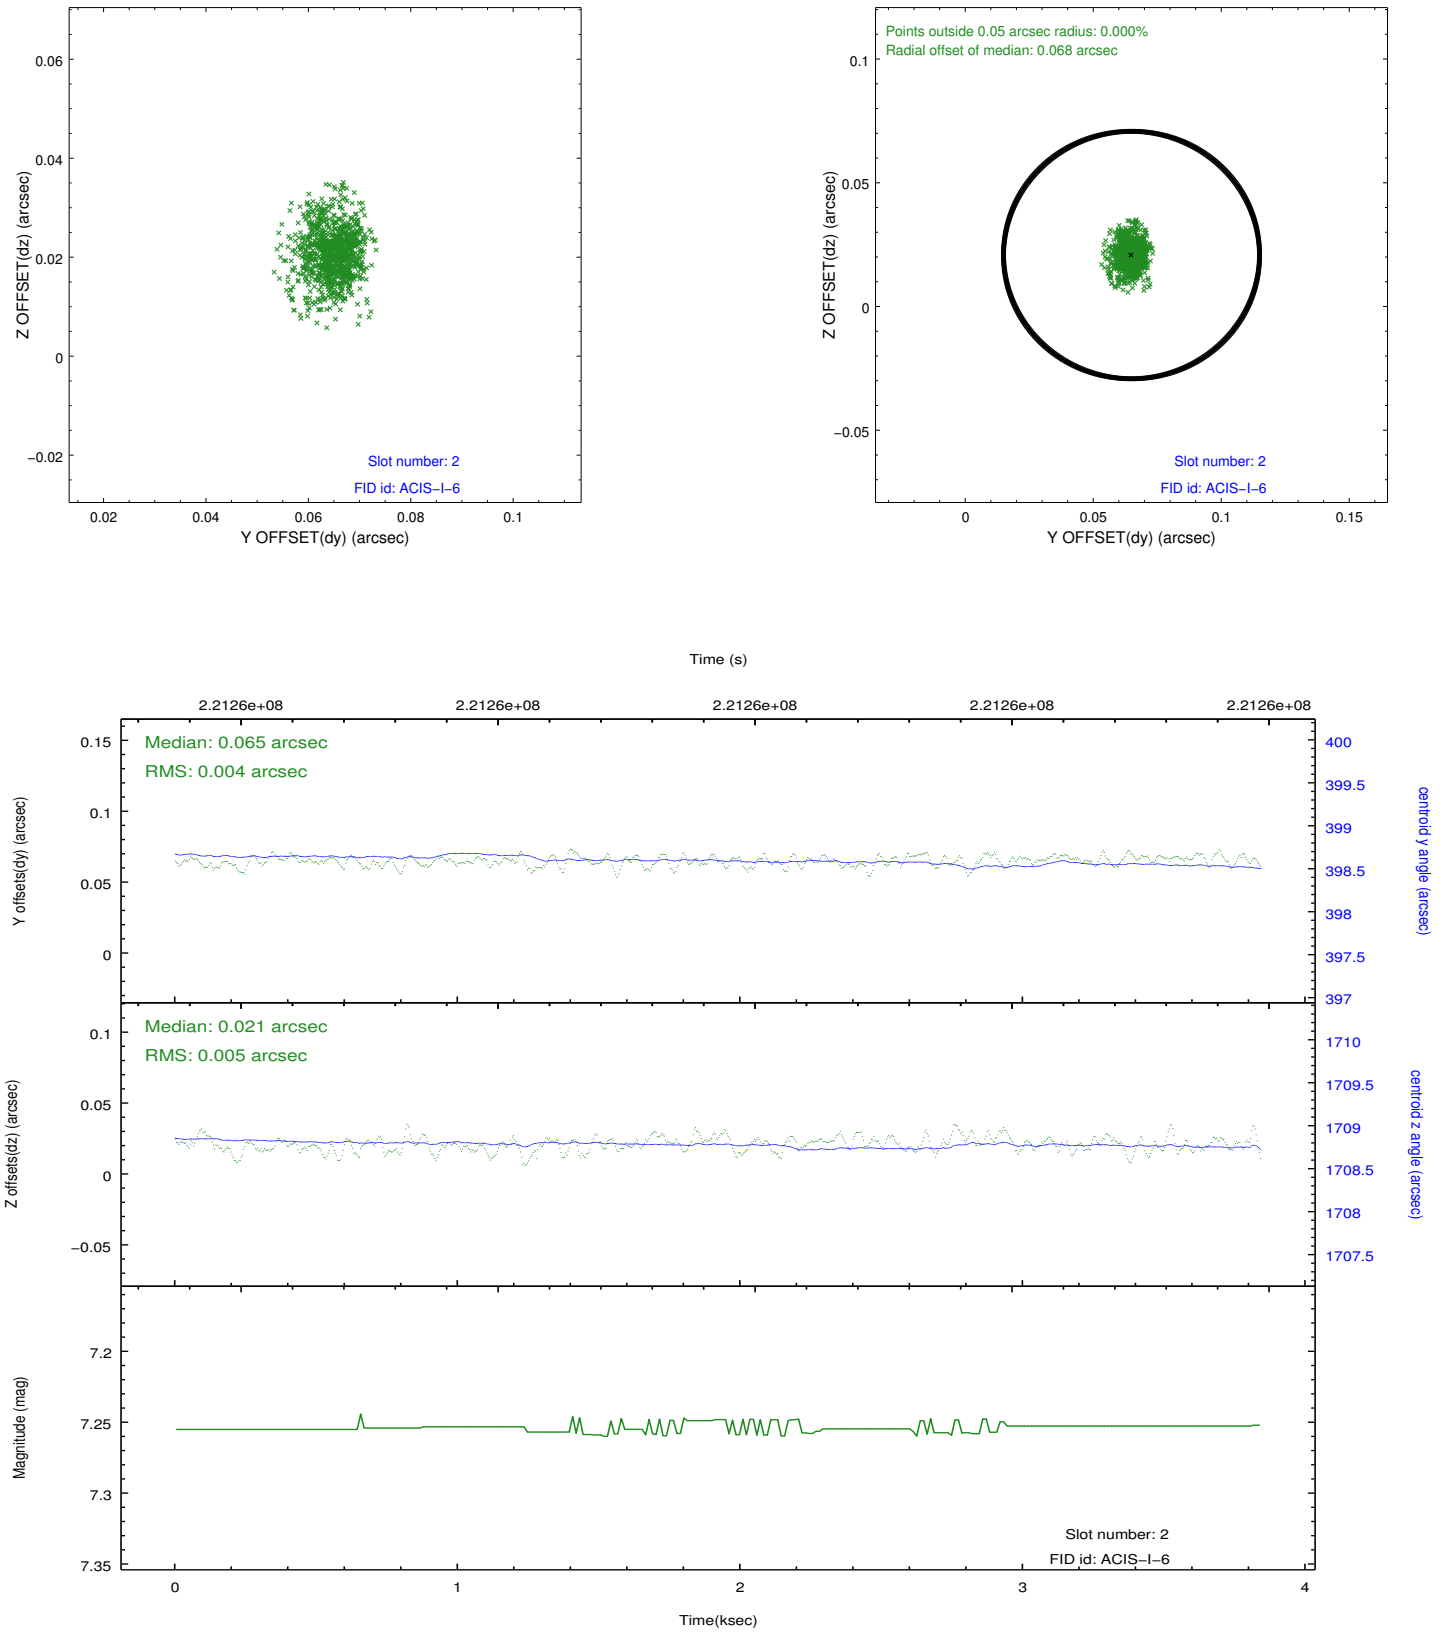 0.06
0.04
0.02
0
−0.02
Z OFFSET(dz) (arcsec)
Slot number: 2
FID id: ACIS−I−6
0.02
0.04
0.06
0.08
0.1
Y OFFSET(dy) (arcsec)
Points outside 0.05 arcsec radius: 0.000%
Radial offset of median: 0.068 arcsec
0.1
0.05
0
−0.05
Z OFFSET(dz) (arcsec)
Slot number: 2
FID id: ACIS−I−6
0
0.05
0.1
0.15
Y OFFSET(dy) (arcsec)
Time (s)
2.2126e+08
2.2126e+08
2.2126e+08
2.2126e+08
2.2126e+08
Median: 0.065 arcsec
RMS: 0.004 arcsec
0.15
0.1
0.05
0
Y offsets(dy) (arcsec)
400
399.5
399
398.5
398
397.5
397
centroid y angle (arcsec)
Median: 0.021 arcsec
RMS: 0.005 arcsec
0.1
0.05
0
−0.05
Z offsets(dz) (arcsec)
1710
1709.5
1709
1708.5
1708
1707.5
centroid z angle (arcsec)
7.2
7.25
7.3
7.35
Magnitude (mag)
Slot number: 2
FID id: ACIS−I−6
0
1
2
3
4
Time(ksec)